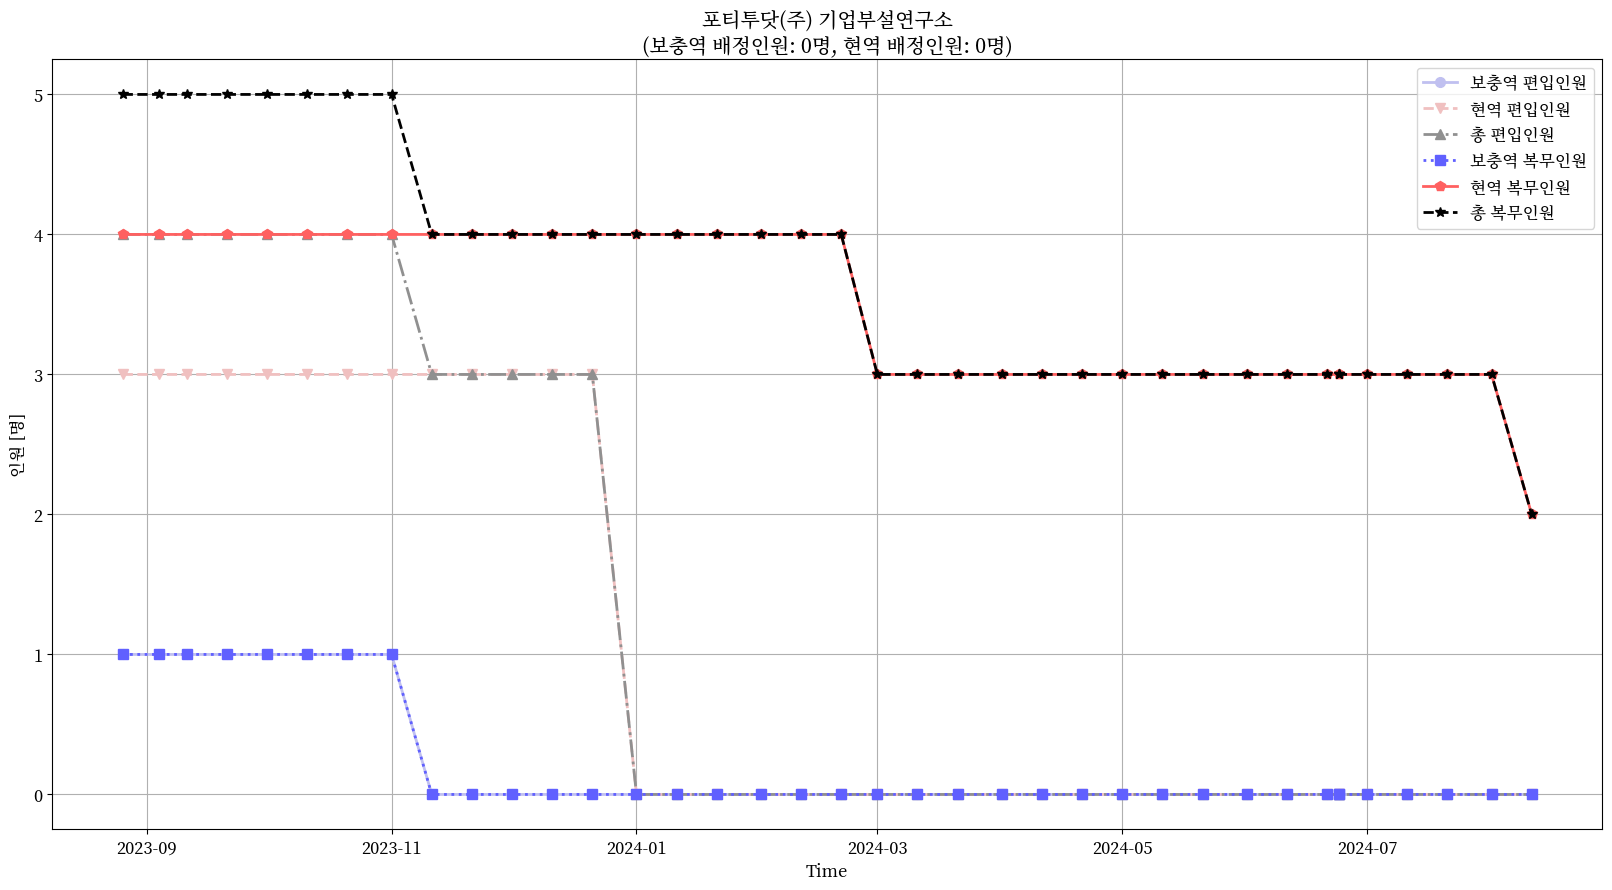 포티투닷(주) 기업부설연구소
(보충역 배정인원: 0명, 현역 배정인원: 0명)
보충역 편입인원
현역 편입인원
총 편입인원
보충역 복무인원
현역 복무인원
총 복무인원
인원 [명]
5
4
3
2
1
0
2023-09
2023-11
2024-01
2024-03
2024-05
2024-07
Time